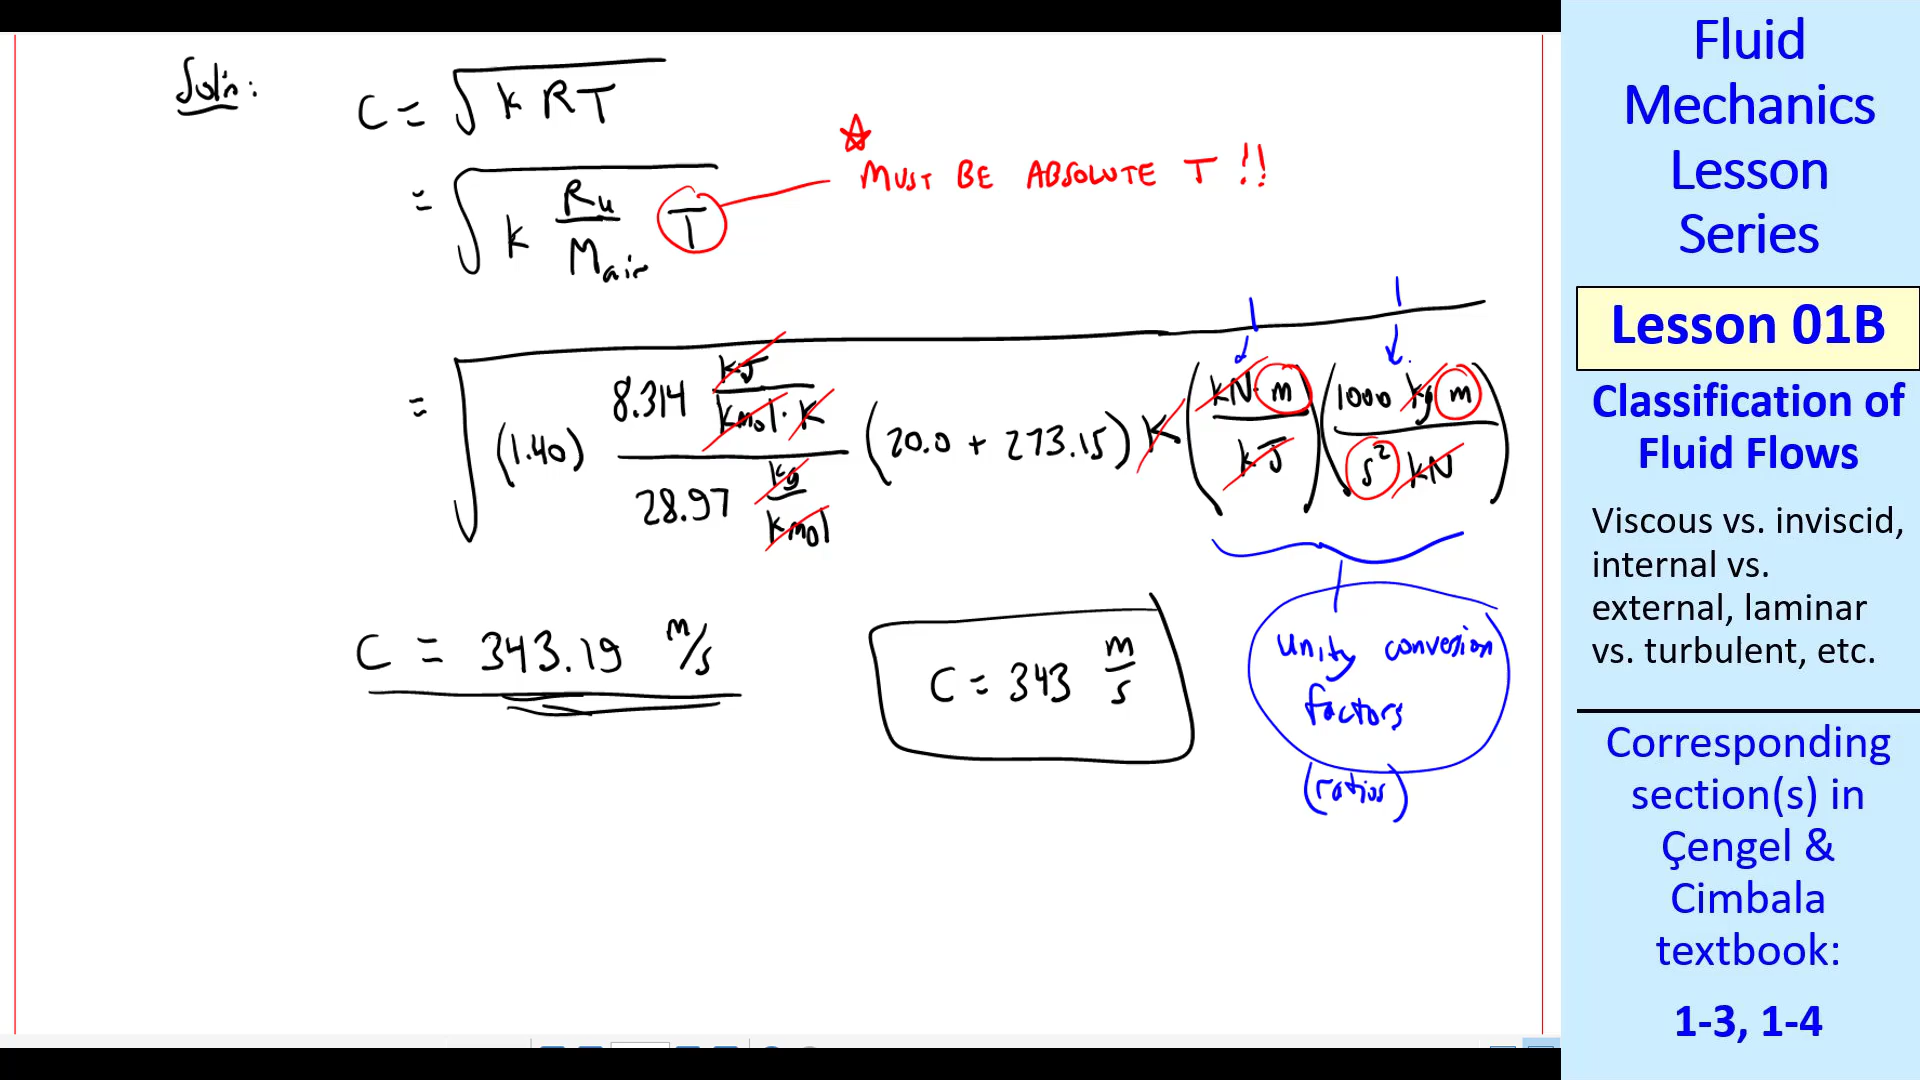 Soln:
C = √(k R T)
= √(k Ru/Mair T)
☆
MUST BE ABSOLUTE T !!
= √((1.40) (8.314 kJ/(kmol·K))/(28.97 kg/kmol) (20.0 + 273.15) K (kN·m/kJ) (1000 kg m/(s² kN)))
1 1
C = 343.19 m/s
C = 343 m/s
unity conversion
factors
(ratios)
Fluid
Mechanics
Lesson
Series
Lesson 01B
Classification of
Fluid Flows
Viscous vs. inviscid,
internal vs.
external, laminar
vs. turbulent, etc.
Corresponding
section(s) in
Çengel &
Cimbala
textbook:
1-3, 1-4